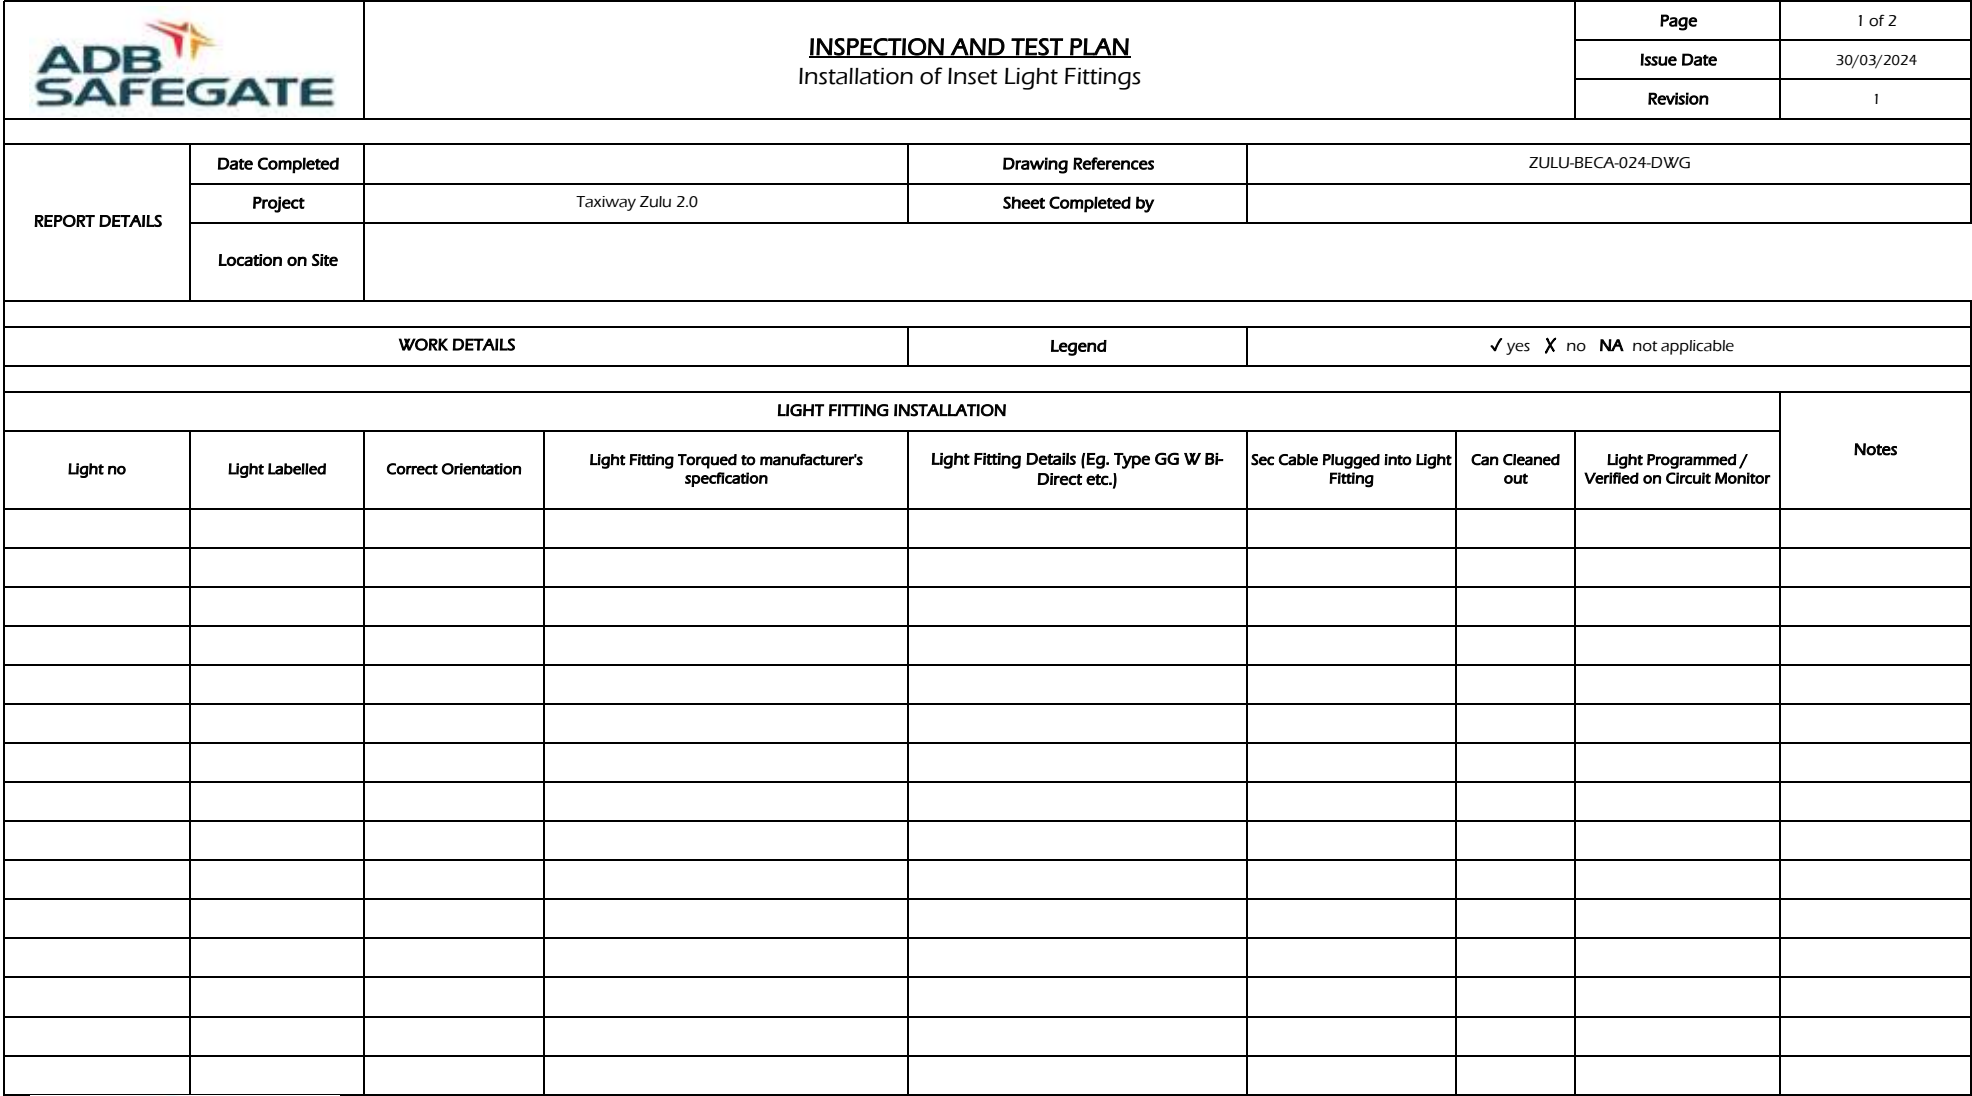 ADB
SAFEGATE
INSPECTION AND TEST PLAN
Installation of Inset Light Fittings
Page
1 of 2
Issue Date
30/03/2024
Revision
1
REPORT DETAILS
Date Completed
Drawing References
ZULU-BECA-024-DWG
Project
Taxiway Zulu 2.0
Sheet Completed by
Location on Site
WORK DETAILS
Legend
✓ yes ✗ no NA not applicable
LIGHT FITTING INSTALLATION
Notes
Light no
Light Labelled
Correct Orientation
Light Fitting Torqued to manufacturer's
specfication
Light Fitting Details (Eg. Type GG W Bi-
Direct etc.)
Sec Cable Plugged into Light
Fitting
Can Cleaned
out
Light Programmed /
Verified on Circuit Monitor